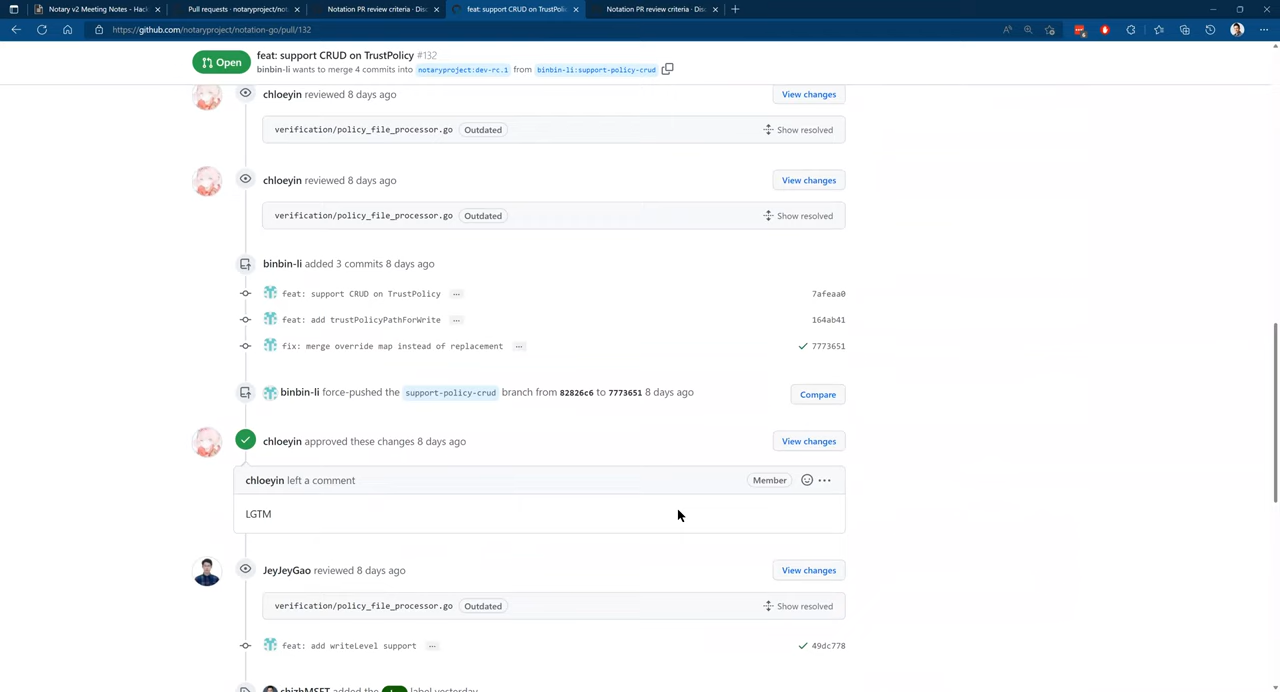 Notary v2 Meeting Notes - Hack
Pull requests · notaryproject/not
Notation PR review criteria · Disc
feat: support CRUD on TrustPolic
Notation PR review criteria · Disc
https://github.com/notaryproject/notation-go/pull/132
Open
feat: support CRUD on TrustPolicy #132
binbin-li wants to merge 4 commits into notaryproject:dev-rc.1 from binbin-li:support-policy-crud
chloeyin reviewed 8 days ago
View changes
verification/policy_file_processor.go Outdated
Show resolved
chloeyin reviewed 8 days ago
View changes
verification/policy_file_processor.go Outdated
Show resolved
binbin-li added 3 commits 8 days ago
feat: support CRUD on TrustPolicy ... 7afeaa0
feat: add trustPolicyPathForWrite ... 164ab41
fix: merge override map instead of replacement ... 7773651
binbin-li force-pushed the support-policy-crud branch from 82826c6 to 7773651 8 days ago
Compare
chloeyin approved these changes 8 days ago
View changes
chloeyin left a comment
Member
LGTM
JeyJeyGao reviewed 8 days ago
View changes
verification/policy_file_processor.go Outdated
Show resolved
feat: add writeLevel support ... 49dc778
shizhMSFT added the label yesterday